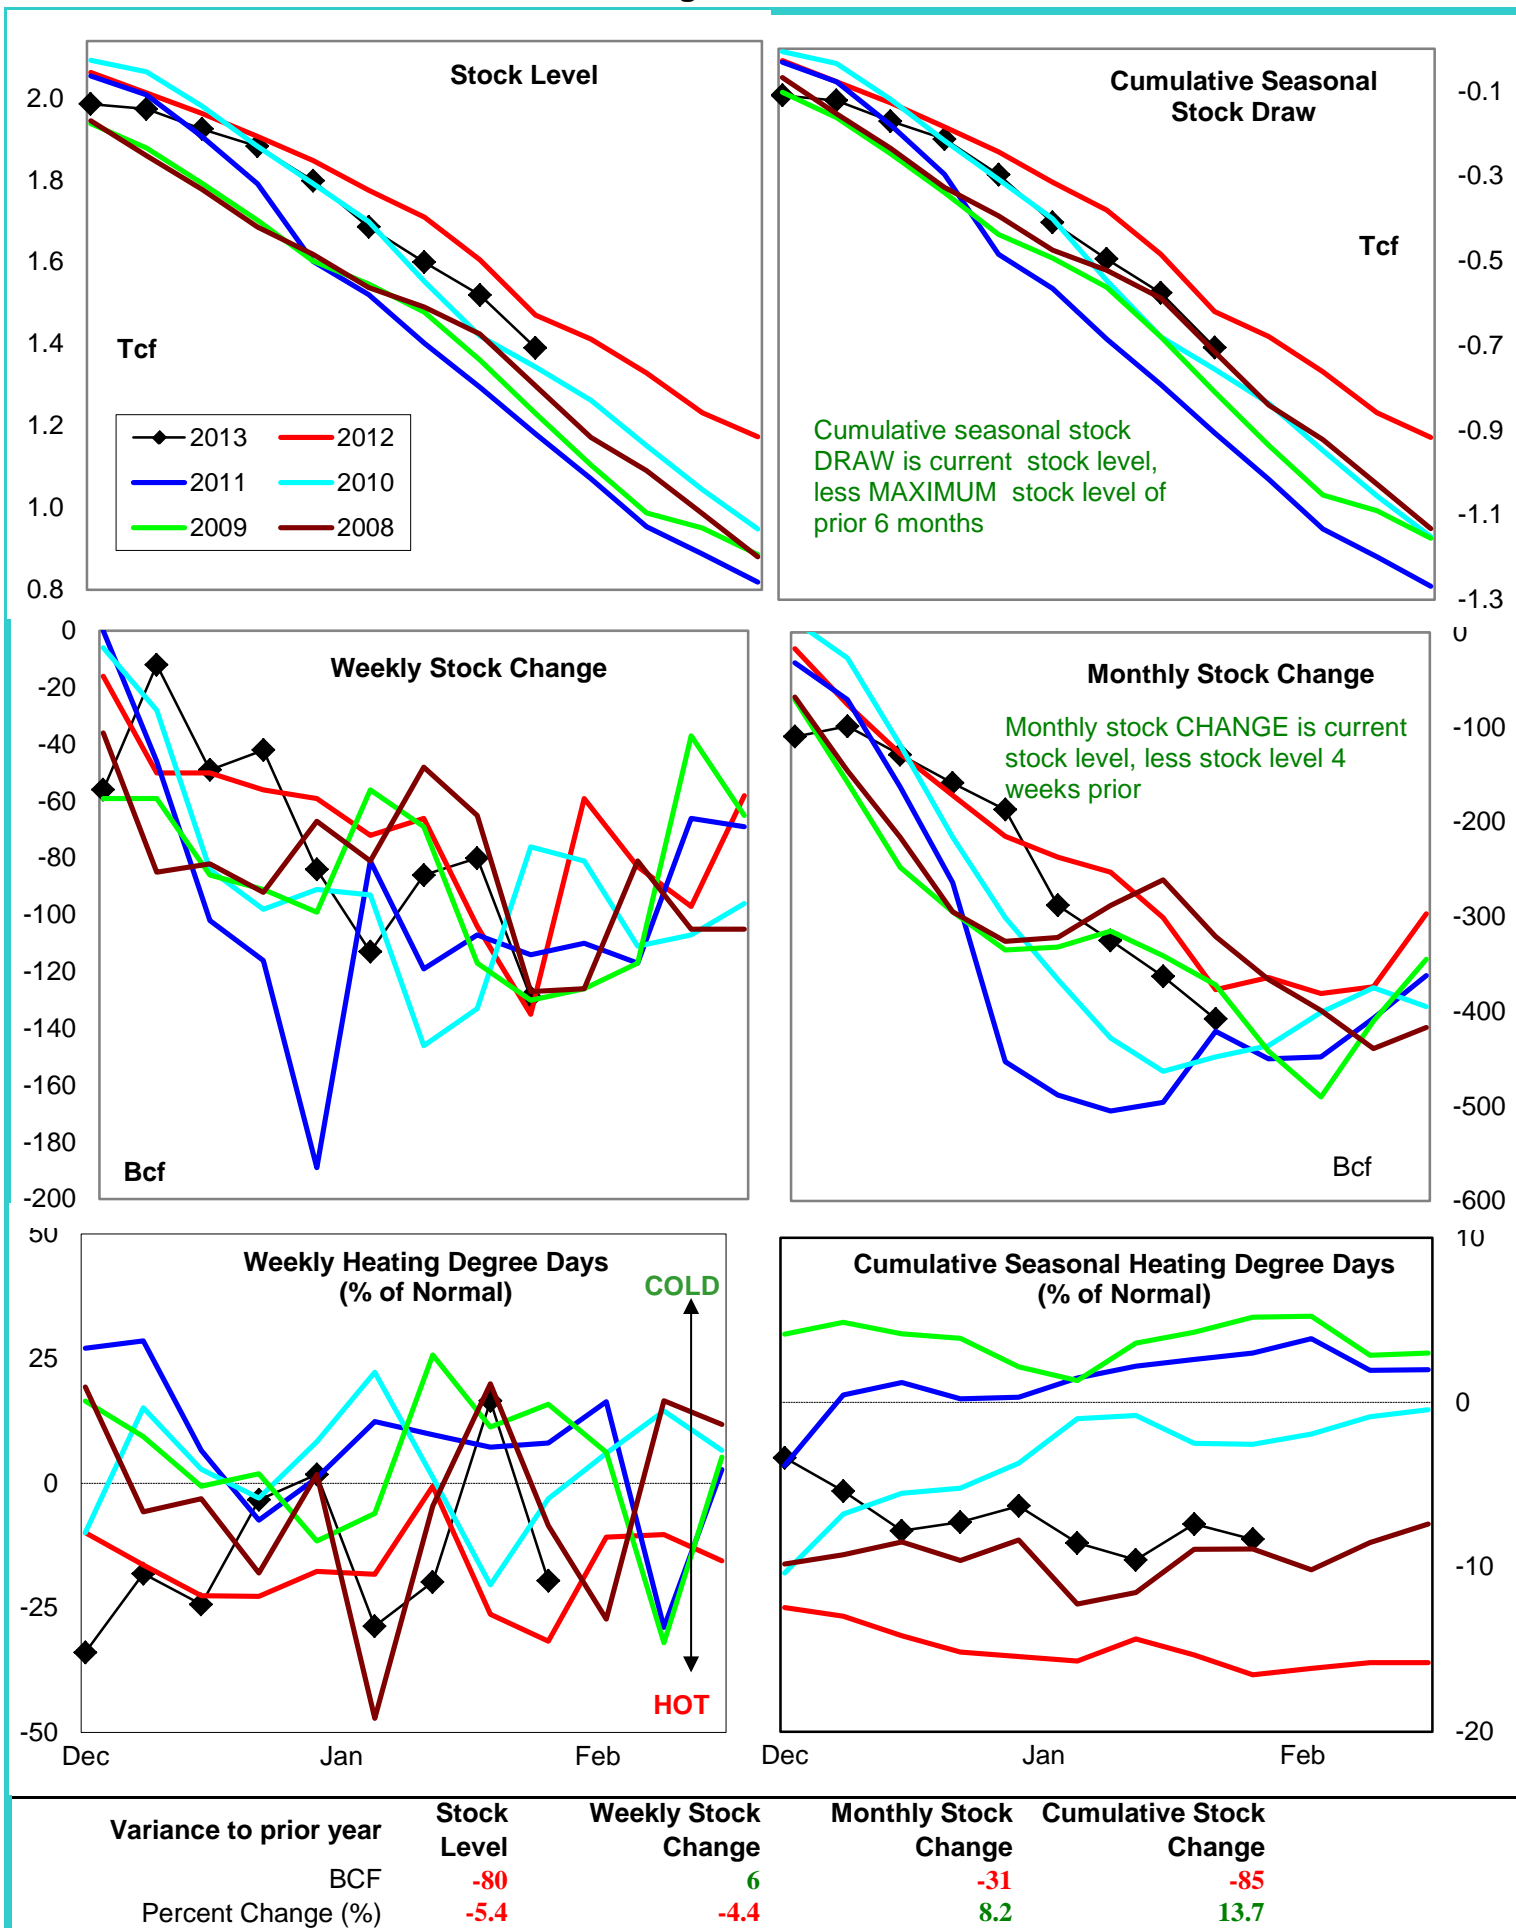 Stock Level
2.0
1.8
1.6
1.4
1.2
1.0
0.8
Tcf
2013
2012
2011
2010
2009
2008
Cumulative Seasonal
Stock Draw
Tcf
-0.1
-0.3
-0.5
-0.7
-0.9
-1.1
-1.3
Cumulative seasonal stock
DRAW is current stock level,
less MAXIMUM stock level of
prior 6 months
Weekly Stock Change
0
-20
-40
-60
-80
-100
-120
-140
-160
-180
-200
Bcf
Monthly Stock Change
Monthly stock CHANGE is current
stock level, less stock level 4
weeks prior
0
-100
-200
-300
-400
-500
-600
Bcf
Weekly Heating Degree Days
(% of Normal)
COLD
HOT
50
25
0
-25
-50
Dec
Jan
Feb
Cumulative Seasonal Heating Degree Days
(% of Normal)
10
0
-10
-20
Dec
Jan
Feb
Variance to prior year
Stock
Level
Weekly Stock
Change
Monthly Stock
Change
Cumulative Stock
Change
BCF -80 6 -31 -85
Percent Change (%) -5.4 -4.4 8.2 13.7